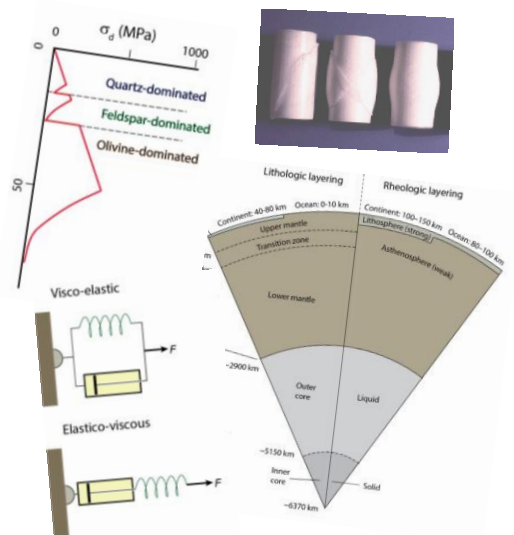 0
σd (MPa)
1000
0
Quartz-dominated
Feldspar-dominated
Olivine-dominated
50
Lithologic layering
Rheologic layering
Continent: 40-80 km
Ocean: 0-10 km
Continent: 100–150 km
Ocean: 80–100 km
Upper mantle
Lithosphere (strong)
Transition zone
Asthenosphere (weak)
m
Lower mantle
Visco-elastic
F
~2900 km
Outer
core
Liquid
Elastico-viscous
~5150 km
Inner
core
Solid
F
~6370 km